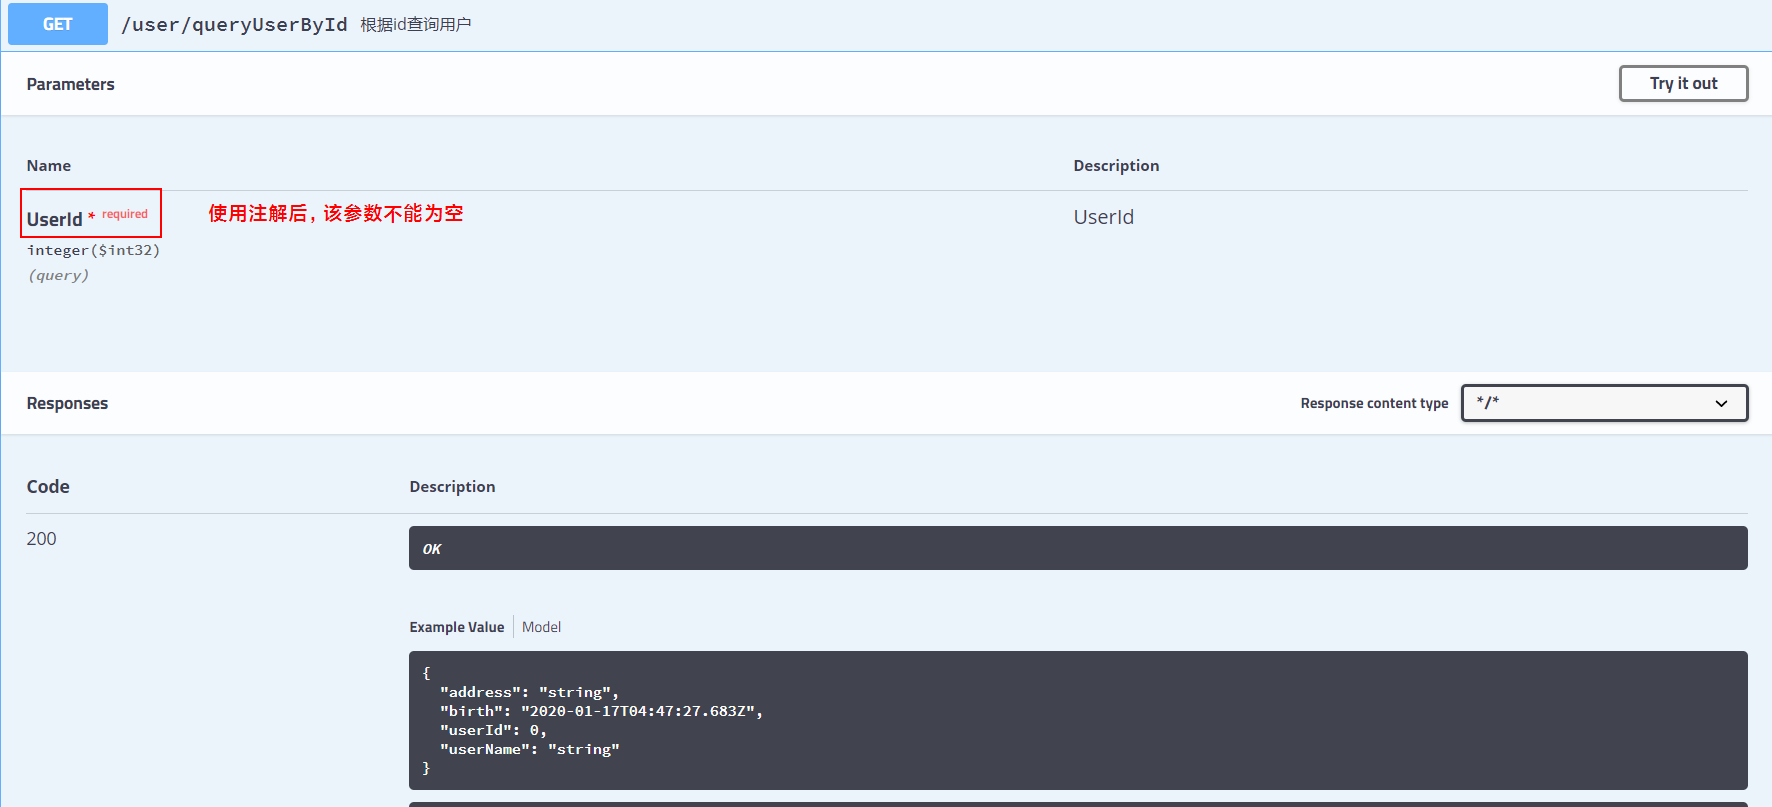 GET /user/queryUserById 根据id查询用户
Parameters Try it out
Name Description
UserId * required 使用注解后，该参数不能为空 UserId
integer($int32)
(query)
Responses Response content type */*
Code Description
200 OK
Example Value Model
{
"address": "string",
"birth": "2020-01-17T04:47:27.683Z",
"userId": 0,
"userName": "string"
}